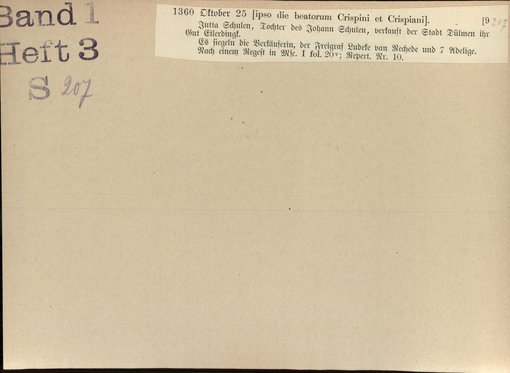 Band 1
Heft 3
S 207
1360 Oktober 25 [ipso die beatorum Crispini et Crispiani]. [9
Jutta Schulen, Tochter des Johann Schulen, verkauft der Stadt Dülmen ihr
Gut Eilerdingk.
Es siegeln die Verkäuferin, der Freigraf Ludeke van Rechede und 7 Adelige.
Nach einem Regest in Msc. I fol. 20v; Repert. Nr. 10.